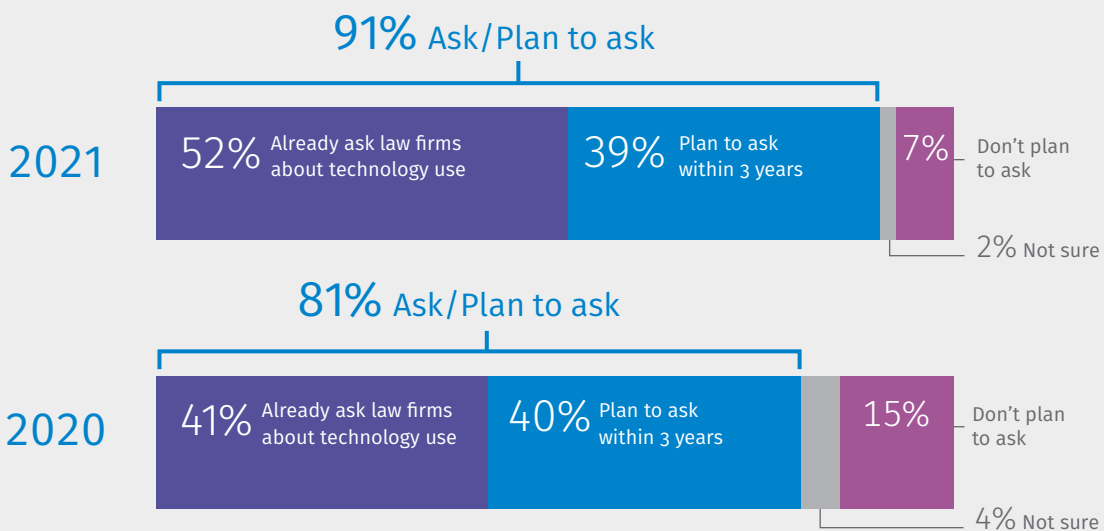 91% Ask/Plan to ask
2021
52% Already ask law firms
about technology use
39% Plan to ask
within 3 years
7%
Don’t plan
to ask
2% Not sure
81% Ask/Plan to ask
2020
41% Already ask law firms
about technology use
40% Plan to ask
within 3 years
15%
Don’t plan
to ask
4% Not sure